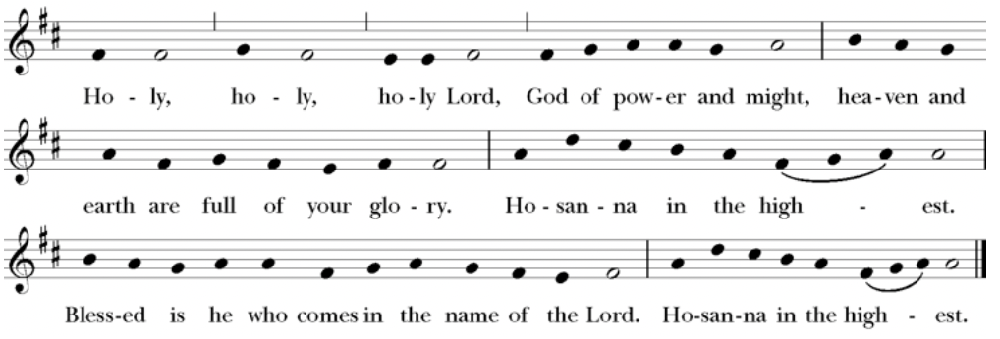 Ho - ly, ho - ly, ho - ly Lord, God of pow - er and might, hea - ven and
earth are full of your glo - ry. Ho - san - na in the high - est.
Bless - ed is he who comes in the name of the Lord. Ho - san - na in the high - est.